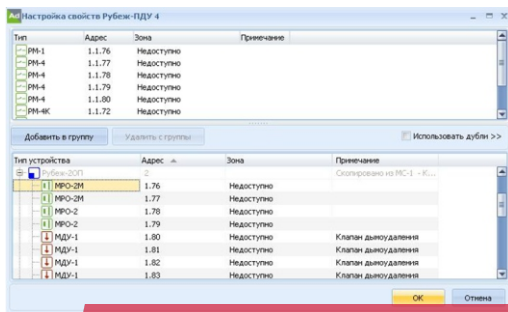 Настройка свойств Рубеж-ПДУ 4
Тип Адрес Зона Примечание
РМ-1 1.1.76 Недоступно
РМ-4 1.1.77 Недоступно
РМ-4 1.1.78 Недоступно
РМ-4 1.1.79 Недоступно
РМ-4 1.1.80 Недоступно
РМ-4К 1.1.72 Недоступно
Добавить в группу Удалить с группы Использовать дубли >>
Тип устройства Адрес Зона Примечание
Рубеж-2ОП 2 Скопировано из МС-1 - К...
МРО-2М 1.76 Недоступно
МРО-2М 1.77 Недоступно
МРО-2 1.78 Недоступно
МРО-2 1.79 Недоступно
МДУ-1 1.80 Недоступно Клапан дымоудаления
МДУ-1 1.81 Недоступно Клапан дымоудаления
МДУ-1 1.82 Недоступно Клапан дымоудаления
МДУ-1 1.83 Недоступно Клапан дымоудаления
ОК Отмена